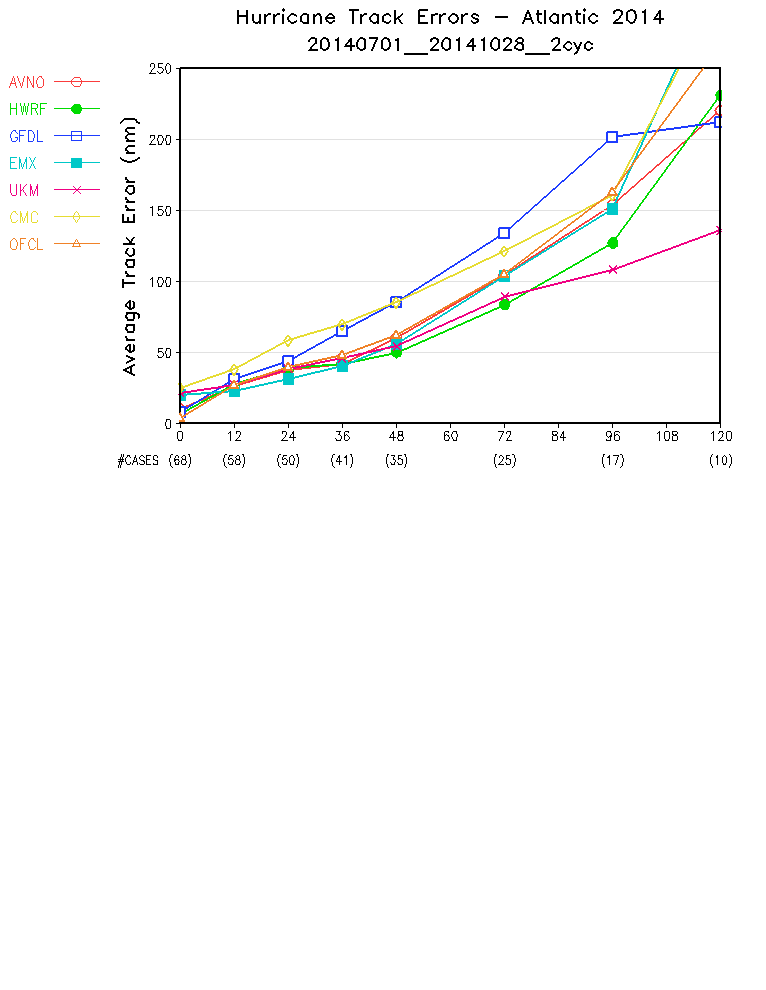 Hurricane Track Errors – Atlantic 2014
20140701__20141028__2cyc
AVNO
HWRF
GFDL
EMX
UKM
CMC
OFCL
Average Track Error (nm)
250
200
150
100
50
0
0 12 24 36 48 60 72 84 96 108 120
#CASES (68) (58) (50) (41) (35) (25) (17) (10)